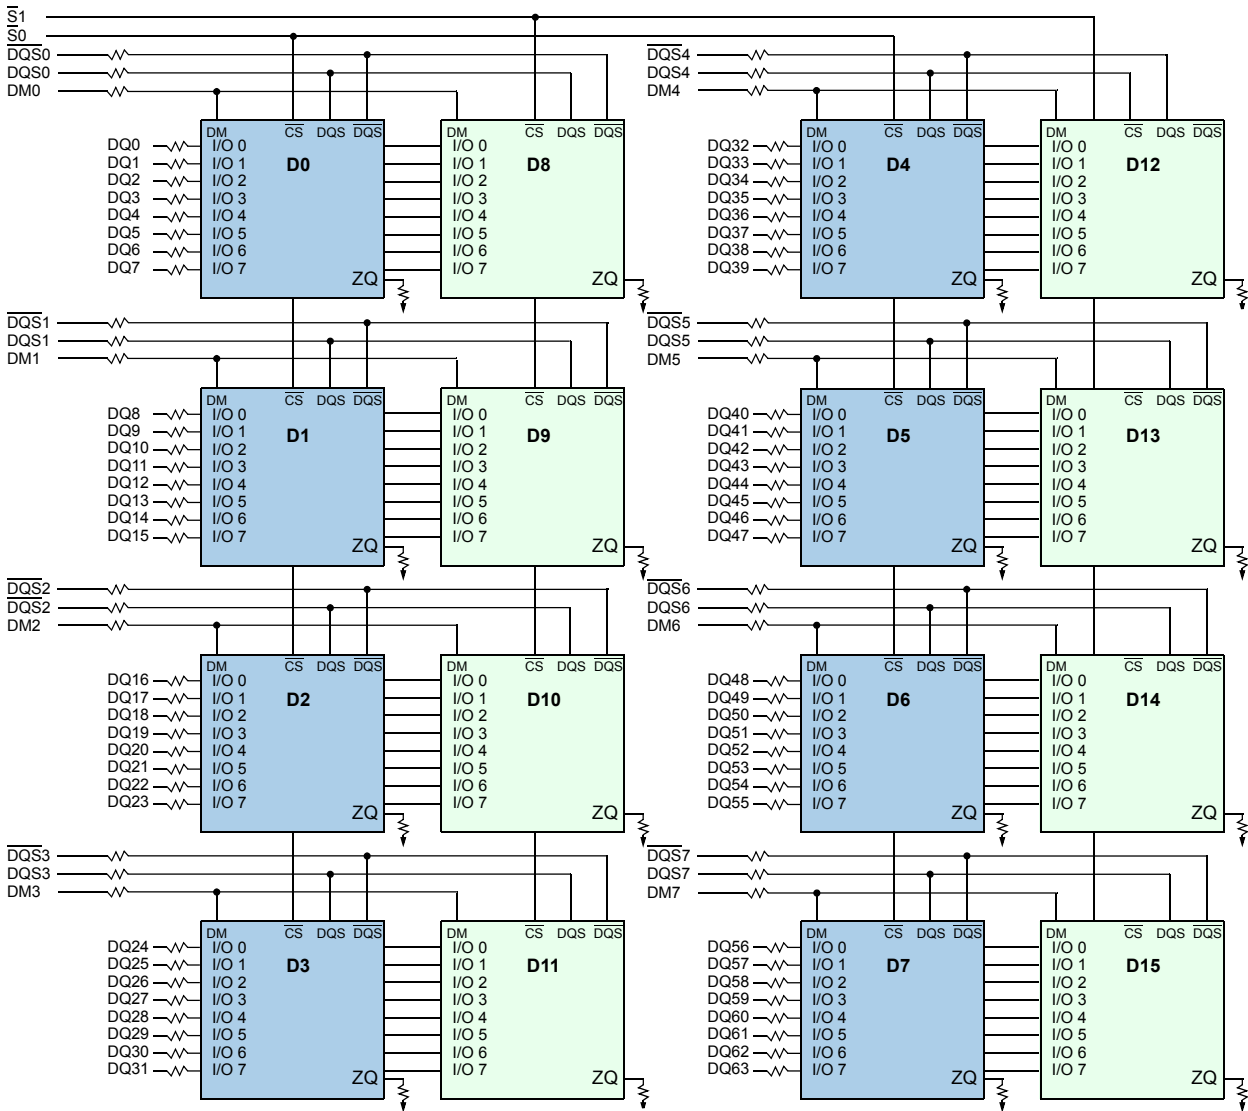 S1
S0
DQS0
DQS0
DM0
DM CS DQS DQS
DQ0 I/O 0
DQ1 I/O 1
DQ2 I/O 2
DQ3 I/O 3
DQ4 I/O 4
DQ5 I/O 5
DQ6 I/O 6
DQ7 I/O 7
D0
ZQ
DM CS DQS DQS
I/O 0
I/O 1
I/O 2
I/O 3
I/O 4
I/O 5
I/O 6
I/O 7
D8
ZQ
DQS4
DQS4
DM4
DM CS DQS DQS
DQ32 I/O 0
DQ33 I/O 1
DQ34 I/O 2
DQ35 I/O 3
DQ36 I/O 4
DQ37 I/O 5
DQ38 I/O 6
DQ39 I/O 7
D4
ZQ
DM CS DQS DQS
I/O 0
I/O 1
I/O 2
I/O 3
I/O 4
I/O 5
I/O 6
I/O 7
D12
ZQ
DQS1
DQS1
DM1
DM CS DQS DQS
DQ8 I/O 0
DQ9 I/O 1
DQ10 I/O 2
DQ11 I/O 3
DQ12 I/O 4
DQ13 I/O 5
DQ14 I/O 6
DQ15 I/O 7
D1
ZQ
DM CS DQS DQS
I/O 0
I/O 1
I/O 2
I/O 3
I/O 4
I/O 5
I/O 6
I/O 7
D9
ZQ
DQS5
DQS5
DM5
DM CS DQS DQS
DQ40 I/O 0
DQ41 I/O 1
DQ42 I/O 2
DQ43 I/O 3
DQ44 I/O 4
DQ45 I/O 5
DQ46 I/O 6
DQ47 I/O 7
D5
ZQ
DM CS DQS DQS
I/O 0
I/O 1
I/O 2
I/O 3
I/O 4
I/O 5
I/O 6
I/O 7
D13
ZQ
DQS2
DQS2
DM2
DM CS DQS DQS
DQ16 I/O 0
DQ17 I/O 1
DQ18 I/O 2
DQ19 I/O 3
DQ20 I/O 4
DQ21 I/O 5
DQ22 I/O 6
DQ23 I/O 7
D2
ZQ
DM CS DQS DQS
I/O 0
I/O 1
I/O 2
I/O 3
I/O 4
I/O 5
I/O 6
I/O 7
D10
ZQ
DQS6
DQS6
DM6
DM CS DQS DQS
DQ48 I/O 0
DQ49 I/O 1
DQ50 I/O 2
DQ51 I/O 3
DQ52 I/O 4
DQ53 I/O 5
DQ54 I/O 6
DQ55 I/O 7
D6
ZQ
DM CS DQS DQS
I/O 0
I/O 1
I/O 2
I/O 3
I/O 4
I/O 5
I/O 6
I/O 7
D14
ZQ
DQS3
DQS3
DM3
DM CS DQS DQS
DQ24 I/O 0
DQ25 I/O 1
DQ26 I/O 2
DQ27 I/O 3
DQ28 I/O 4
DQ29 I/O 5
DQ30 I/O 6
DQ31 I/O 7
D3
ZQ
DM CS DQS DQS
I/O 0
I/O 1
I/O 2
I/O 3
I/O 4
I/O 5
I/O 6
I/O 7
D11
ZQ
DQS7
DQS7
DM7
DM CS DQS DQS
DQ56 I/O 0
DQ57 I/O 1
DQ58 I/O 2
DQ59 I/O 3
DQ60 I/O 4
DQ61 I/O 5
DQ62 I/O 6
DQ63 I/O 7
D7
ZQ
DM CS DQS DQS
I/O 0
I/O 1
I/O 2
I/O 3
I/O 4
I/O 5
I/O 6
I/O 7
D15
ZQ